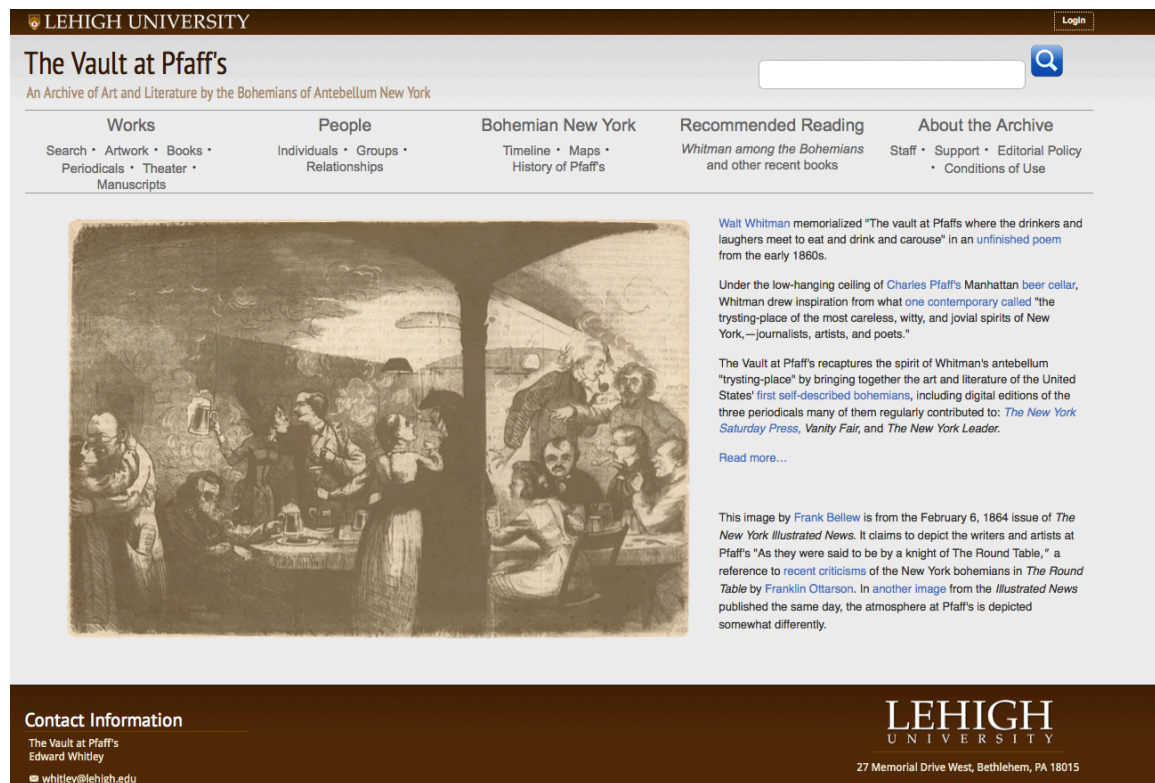 LEHIGH UNIVERSITY
Login
The Vault at Pfaff's
An Archive of Art and Literature by the Bohemians of Antebellum New York
Works
Search • Artwork • Books •
Periodicals • Theater •
Manuscripts
People
Individuals • Groups •
Relationships
Bohemian New York
Timeline • Maps •
History of Pfaff's
Recommended Reading
Whitman among the Bohemians
and other recent books
About the Archive
Staff • Support • Editorial Policy
• Conditions of Use
Walt Whitman memorialized "The vault at Pfaffs where the drinkers and
laughers meet to eat and drink and carouse" in an unfinished poem
from the early 1860s.
Under the low-hanging ceiling of Charles Pfaff's Manhattan beer cellar,
Whitman drew inspiration from what one contemporary called "the
trysting-place of the most careless, witty, and jovial spirits of New
York,—journalists, artists, and poets."
The Vault at Pfaff's recaptures the spirit of Whitman's antebellum
"trysting-place" by bringing together the art and literature of the United
States' first self-described bohemians, including digital editions of the
three periodicals many of them regularly contributed to: The New York
Saturday Press, Vanity Fair, and The New York Leader.
Read more...
This image by Frank Bellew is from the February 6, 1864 issue of The
New York Illustrated News. It claims to depict the writers and artists at
Pfaff's "As they were said to be by a knight of The Round Table," a
reference to recent criticisms of the New York bohemians in The Round
Table by Franklin Ottarson. In another image from the Illustrated News
published the same day, the atmosphere at Pfaff's is depicted
somewhat differently.
Contact Information
The Vault at Pfaff's
Edward Whitley
whitley@lehigh.edu
LEHIGH
UNIVERSITY
27 Memorial Drive West, Bethlehem, PA 18015